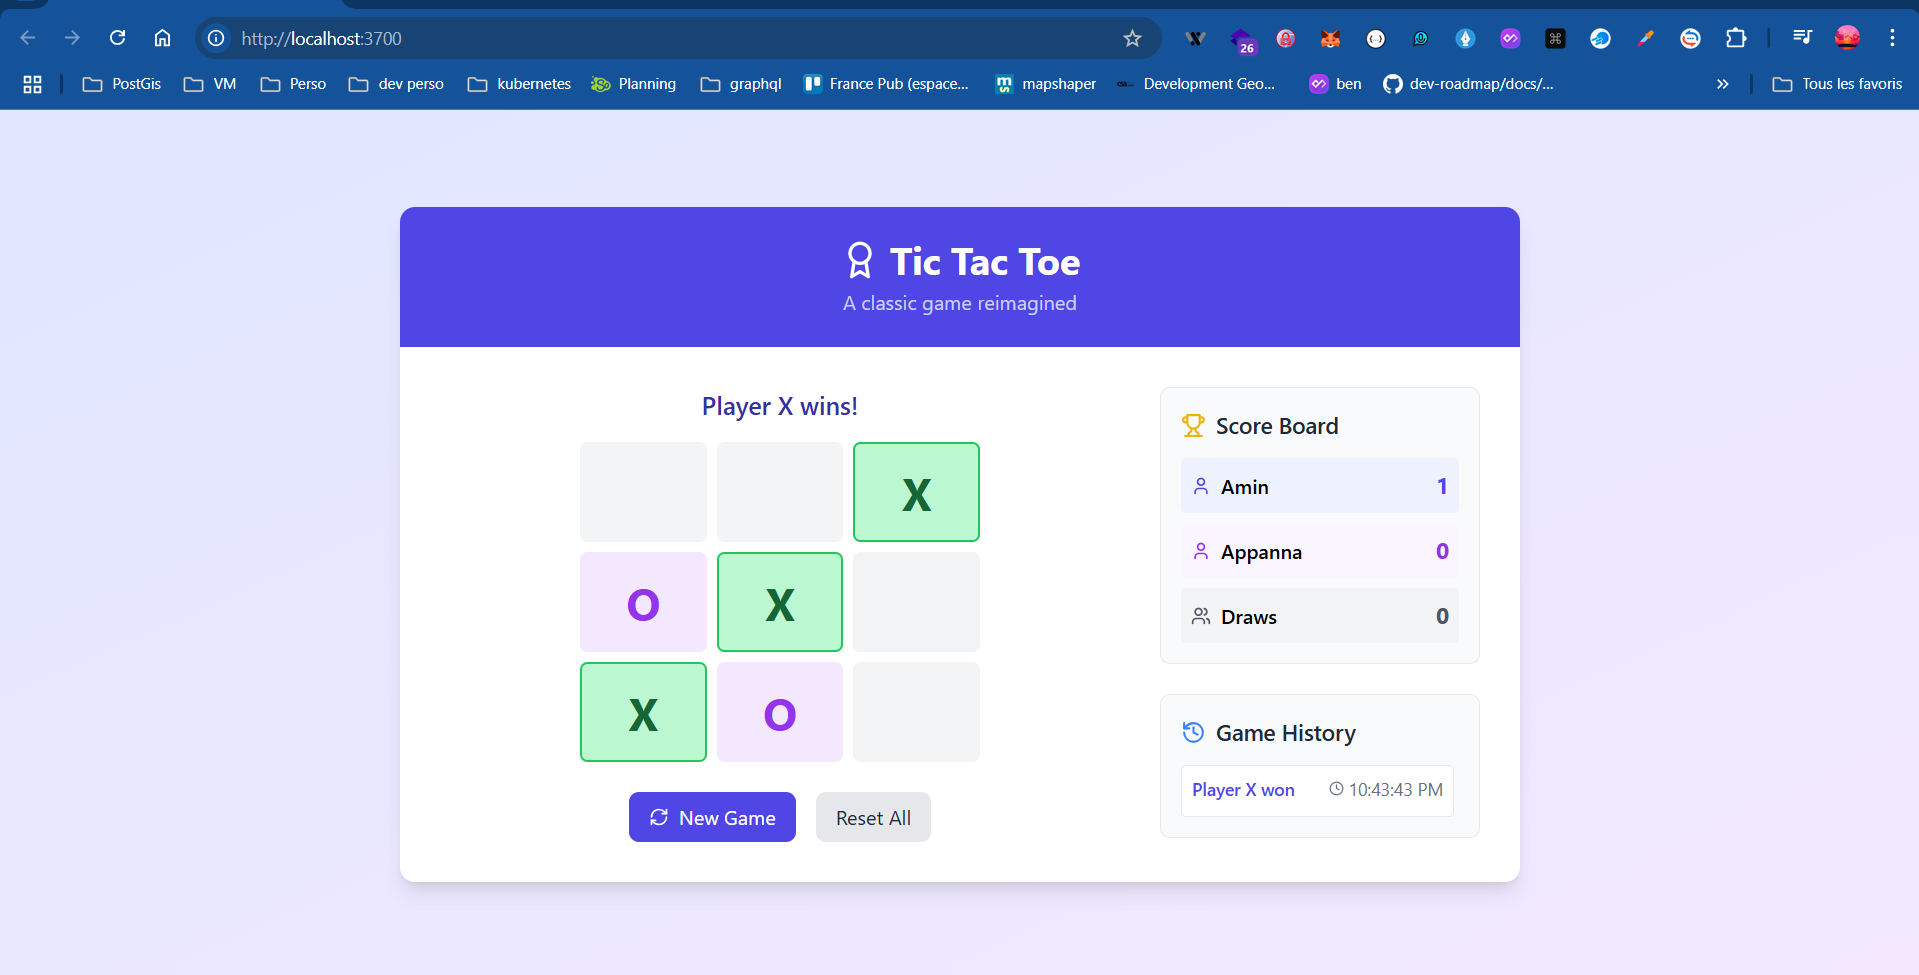 http://localhost:3700
26
PostGis VM Perso dev perso kubernetes Planning graphql France Pub (espace... ms mapshaper Development Geo... ben dev-roadmap/docs/... » Tous les favoris
Tic Tac Toe
A classic game reimagined
Player X wins!
X
O X
X O
New Game Reset All
Score Board
Amin 1
Appanna 0
Draws 0
Game History
Player X won 10:43:43 PM